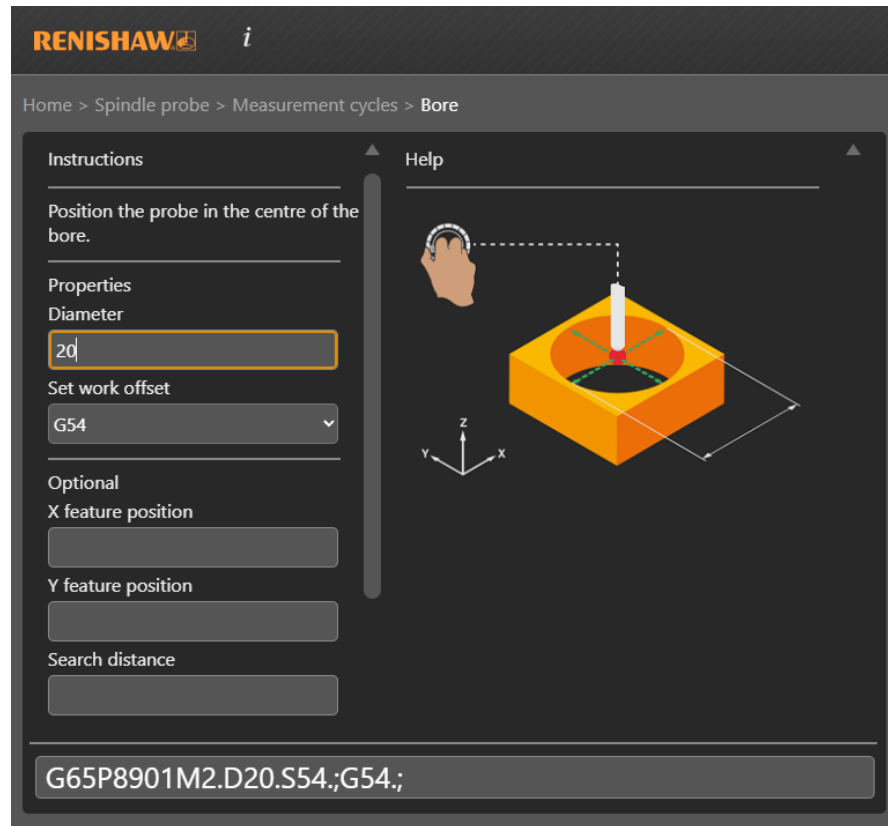 RENISHAW
i
Home > Spindle probe > Measurement cycles > Bore
Instructions
Position the probe in the centre of the
bore.
Properties
Diameter
20
Set work offset
G54
Optional
X feature position
Y feature position
Search distance
Help
Z
Y
X
G65P8901M2.D20.S54.;G54.;